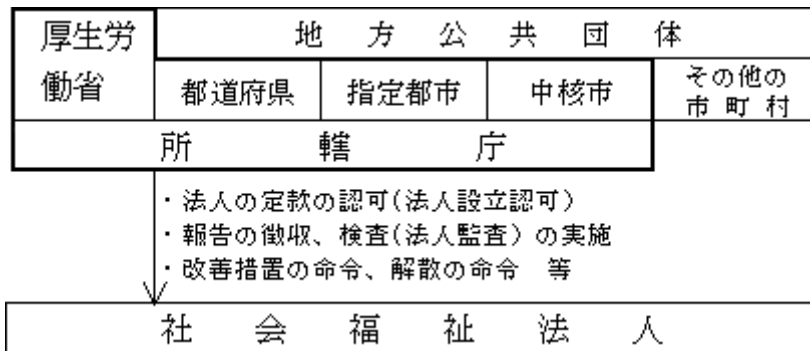 厚生労働省
地方公共団体
都道府県
指定都市
中核市
その他の
市町村
所轄庁
・法人の定款の認可(法人設立認可)
・報告の徴収、検査(法人監査)の実施
・改善措置の命令、解散の命令 等
社会福祉法人